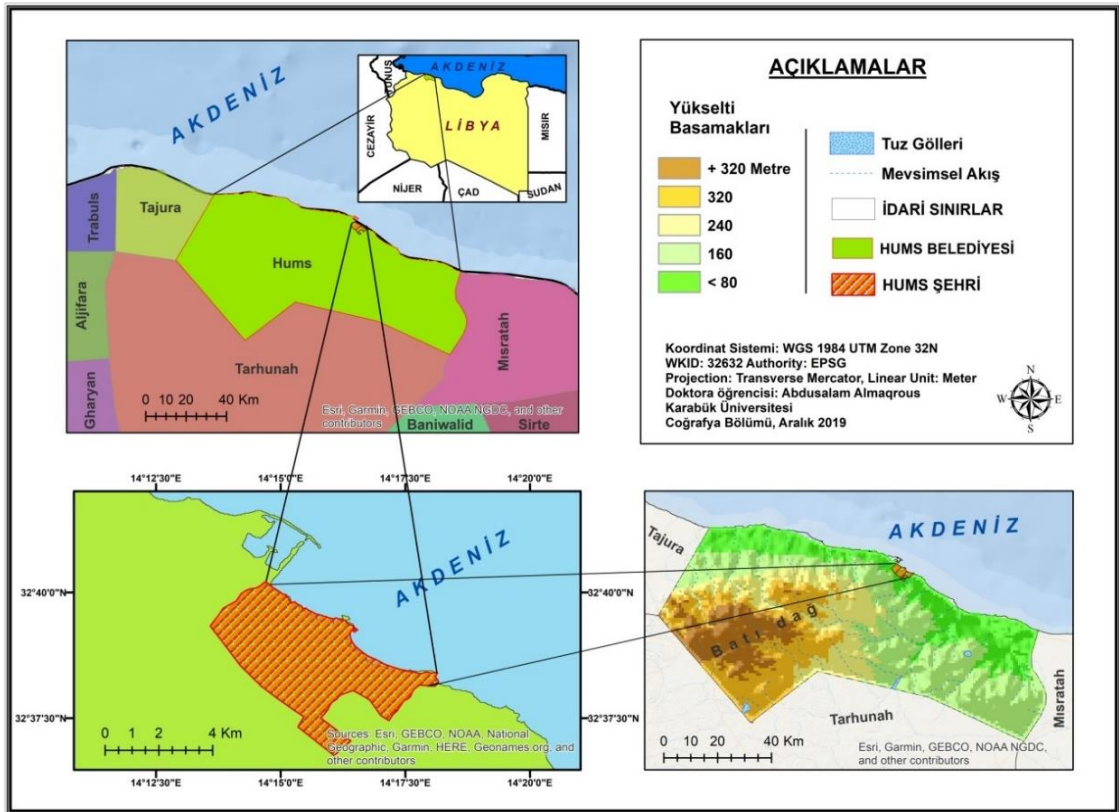 AKDENİZ
AKDENİZ
TUNUS
CEZAYİR
LİBYA
MISIR
NİJER
ÇAD
SUDAN
Trabuls
Tajura
Hums
Aljifara
Tarhunah
Mısratah
Gharyan
Baniwalid
Sirte
0 10 20 40 Km
Esri, Garmin, GEBCO, NOAA NGDC, and other
contributors
AÇIKLAMALAR
Yükselti
Basamakları
+ 320 Metre
320
240
160
< 80
Tuz Gölleri
Mevsimsel Akış
İDARİ SINIRLAR
HUMS BELEDİYESİ
HUMS ŞEHRİ
Koordinat Sistemi: WGS 1984 UTM Zone 32N
WKID: 32632 Authority: EPSG
Projection: Transverse Mercator, Linear Unit: Meter
Doktora öğrencisi: Abdusalam Almaqrous
Karabük Üniversitesi
Coğrafya Bölümü, Aralık 2019
N
W E
S
14°12'30"E 14°15'0"E 14°17'30"E 14°20'0"E
AKDENİZ
32°40'0"N 32°40'0"N
32°37'30"N 32°37'30"N
0 1 2 4 Km
Sources: Esri, GEBCO, NOAA, National
Geographic, Garmin, HERE, Geonames.org, and
other contributors
14°12'30"E 14°15'0"E 14°17'30"E 14°20'0"E
AKDENİZ
Tajura
Batı dağ
Tarhunah
Mısratah
0 10 20 40 Km
Esri, Garmin, GEBCO, NOAA NGDC,
and other contributors